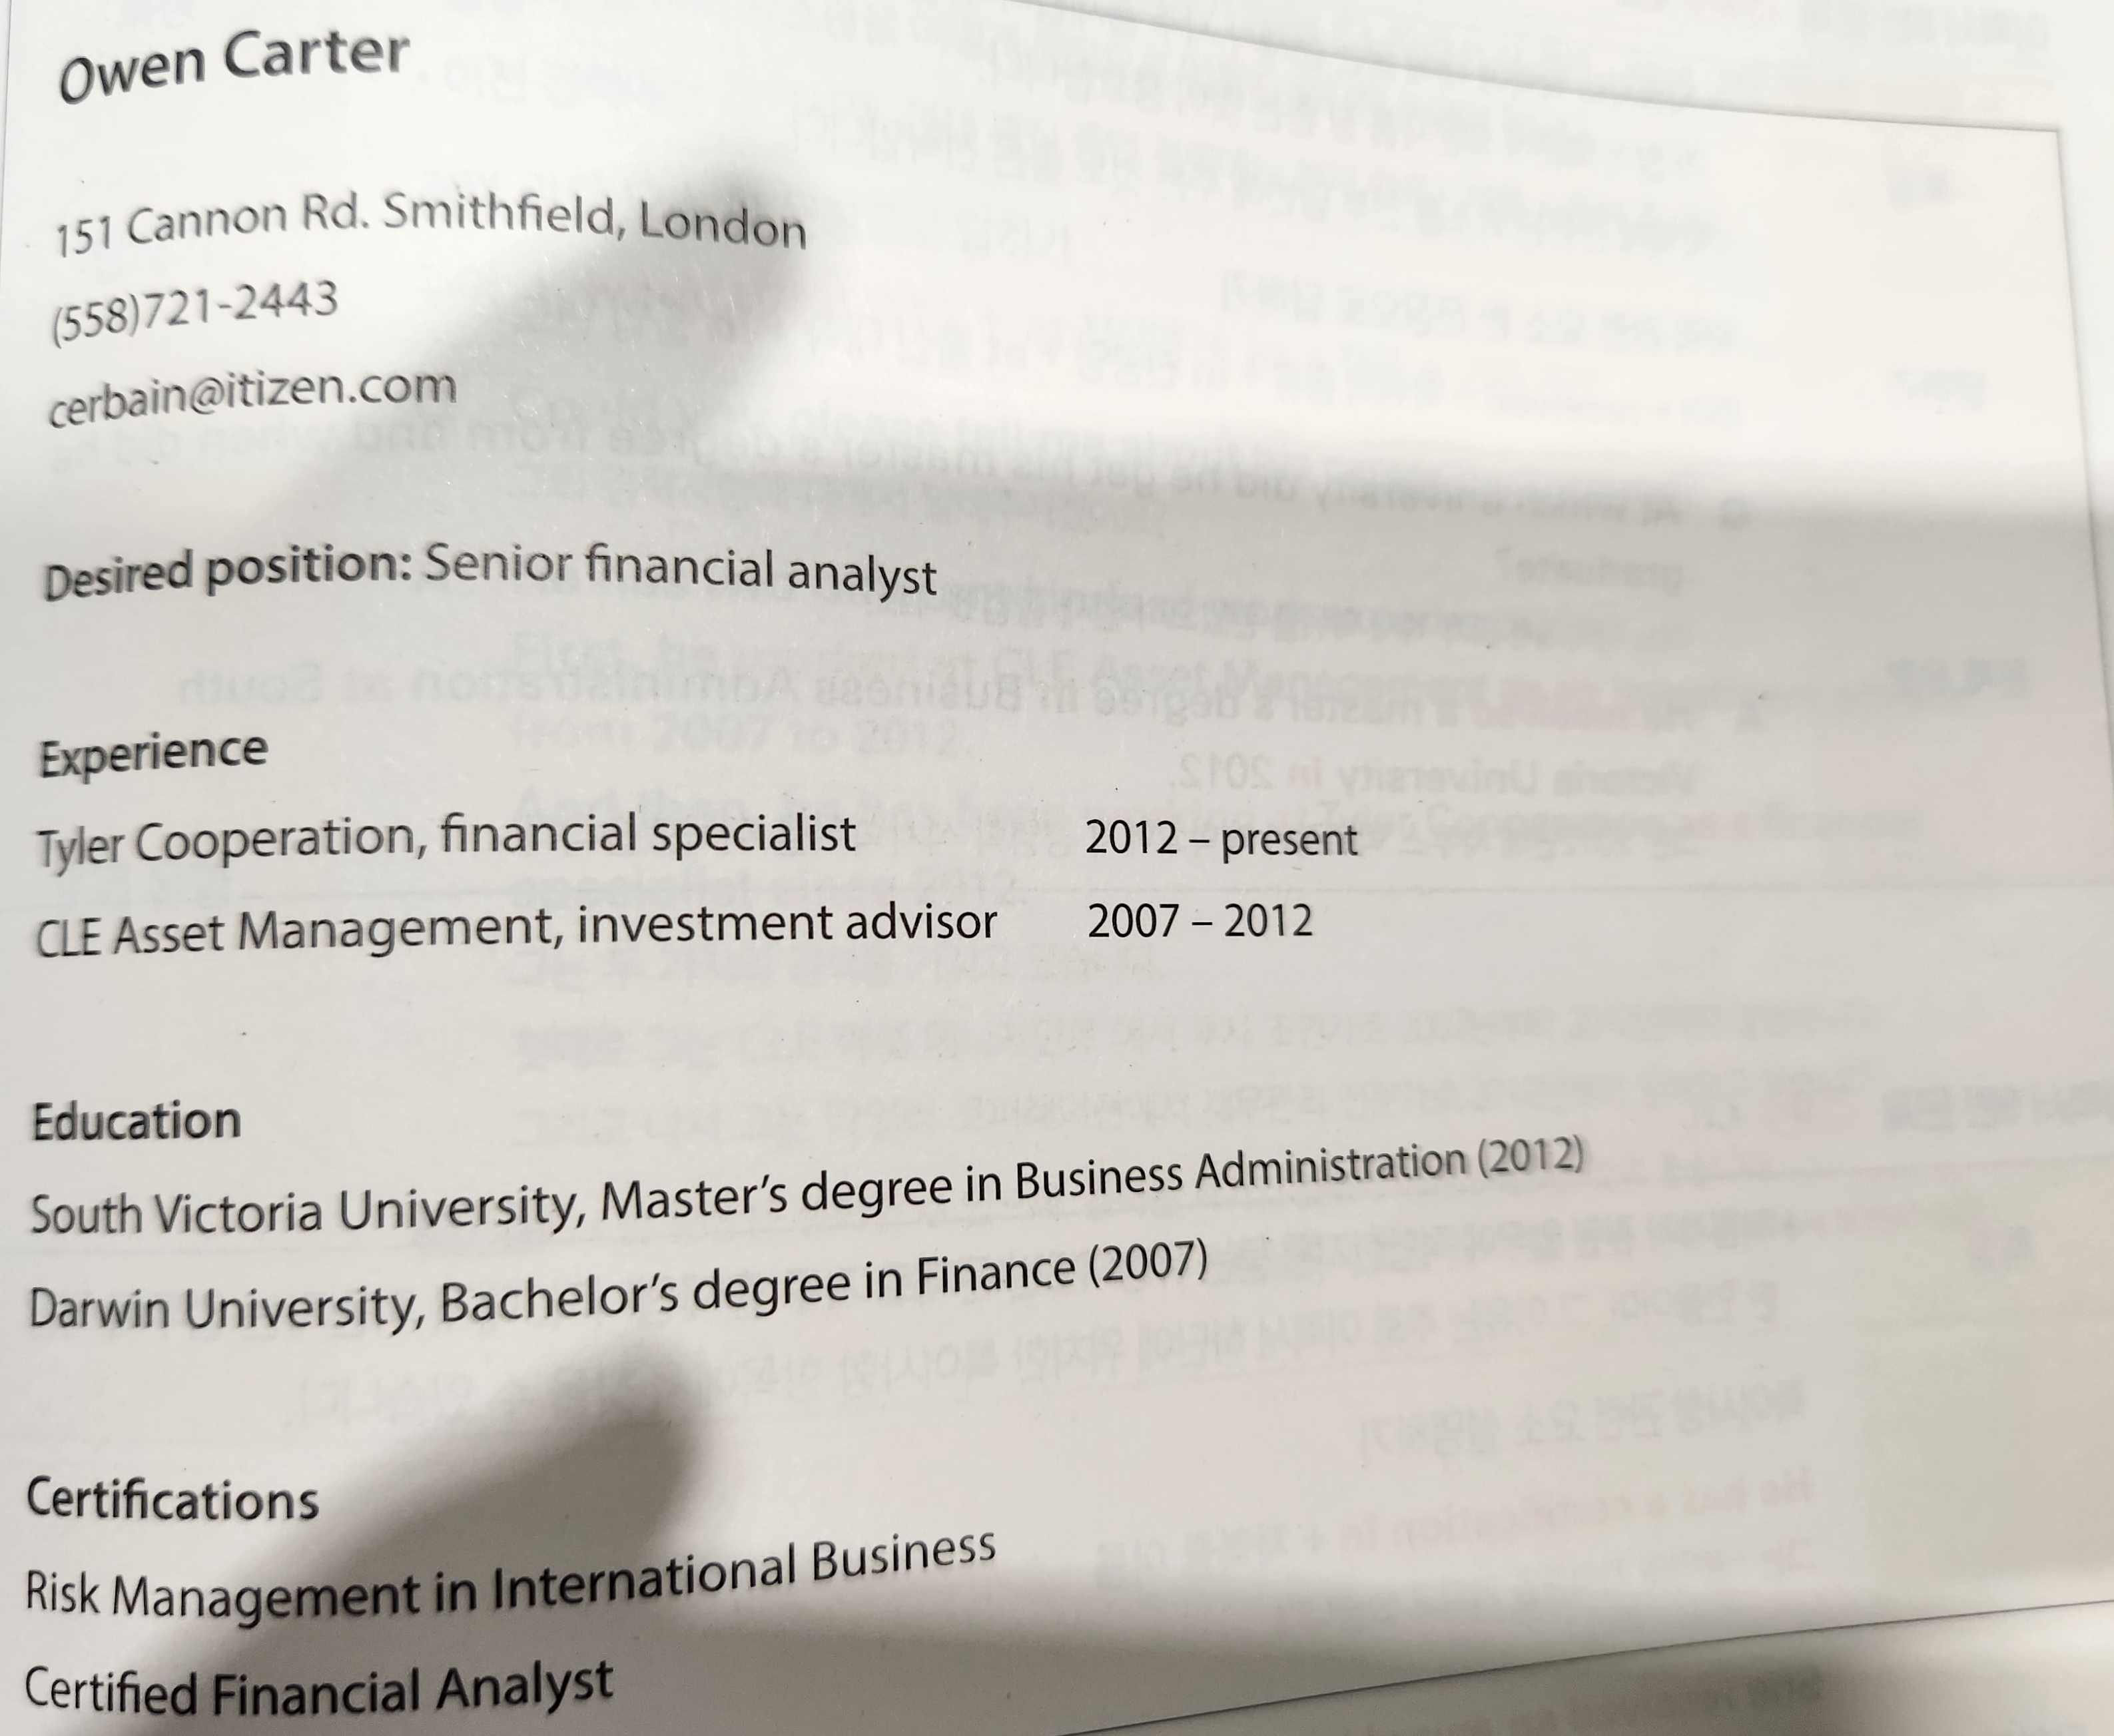 Owen Carter
151 Cannon Rd. Smithfield, London
(558)721-2443
cerbain@itizen.com
Desired position: Senior financial analyst
Experience
Tyler Cooperation, financial specialist 2012 – present
CLE Asset Management, investment advisor 2007 – 2012
Education
South Victoria University, Master's degree in Business Administration (2012)
Darwin University, Bachelor's degree in Finance (2007)
Certifications
Risk Management in International Business
Certified Financial Analyst